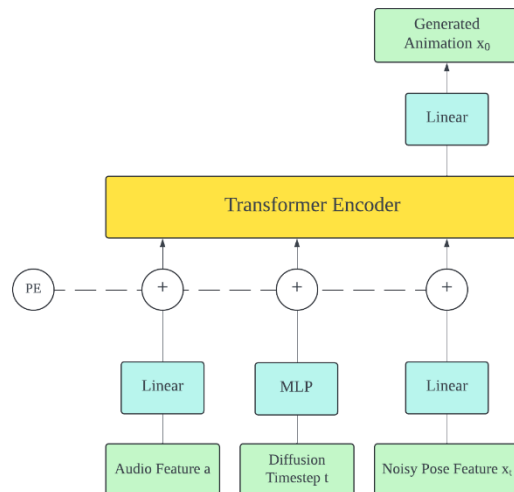 Generated
Animation x₀
Linear
Transformer Encoder
PE
+
+
+
Linear
MLP
Linear
Audio Feature a
Diffusion
Timestep t
Noisy Pose Feature xₜ